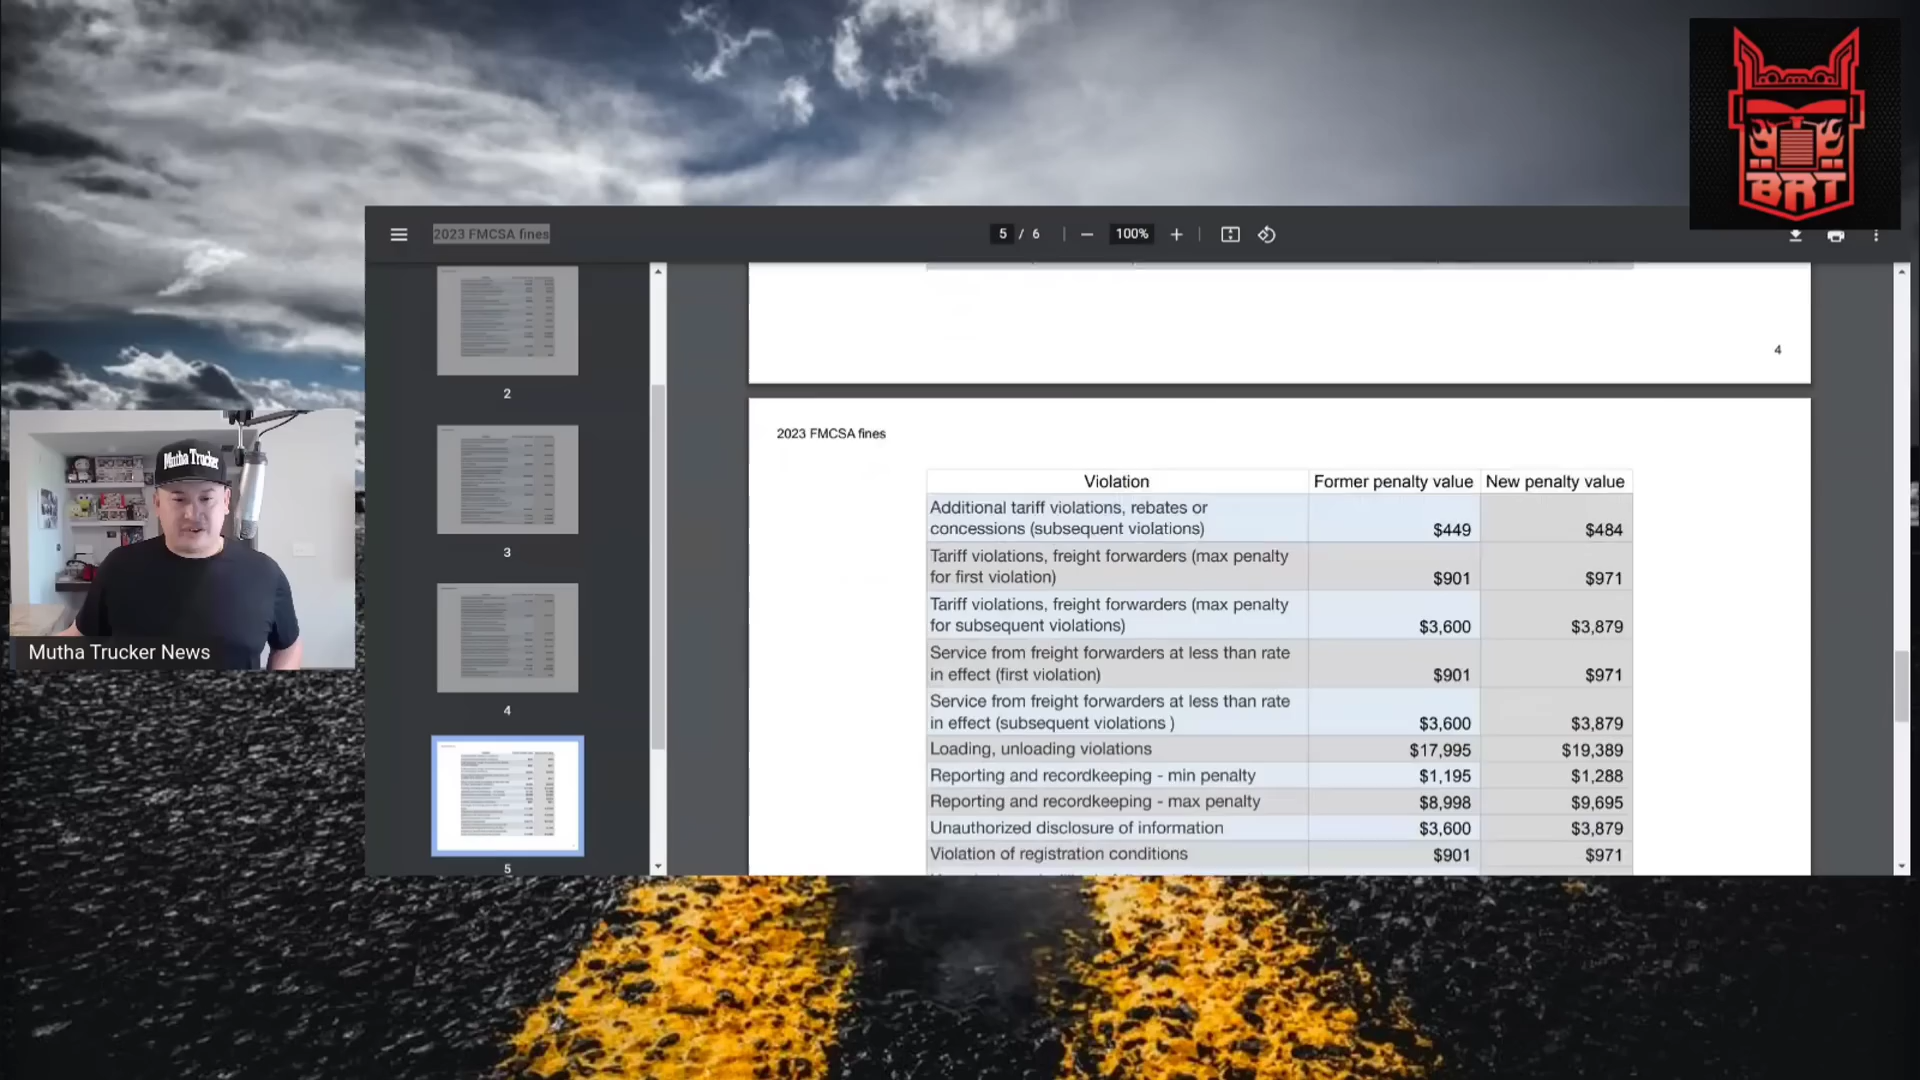 BRT
2023 FMCSA fines
5 / 6
100%
2
3
4
5
4
2023 FMCSA fines
Violation Former penalty value New penalty value
Additional tariff violations, rebates or
concessions (subsequent violations) $449 $484
Tariff violations, freight forwarders (max penalty
for first violation) $901 $971
Tariff violations, freight forwarders (max penalty
for subsequent violations) $3,600 $3,879
Service from freight forwarders at less than rate
in effect (first violation) $901 $971
Service from freight forwarders at less than rate
in effect (subsequent violations ) $3,600 $3,879
Loading, unloading violations $17,995 $19,389
Reporting and recordkeeping - min penalty $1,195 $1,288
Reporting and recordkeeping - max penalty $8,998 $9,695
Unauthorized disclosure of information $3,600 $3,879
Violation of registration conditions $901 $971
Mutha Trucker
Mutha Trucker News